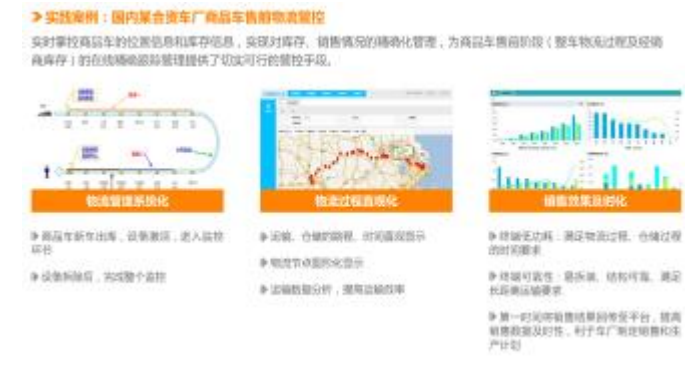 实践案例：国内某合资车厂商品车售前物流管控
实时掌控商品车的位置信息和库存信息，实现对库存、销售情况的精确化管理，为商品车售前阶段（整车物流过程及经销
商库存）的在线精确跟踪管理提供了切实可行的管控手段。
物流管理系统化
物流过程直观化
销售效果及时化
商品车新车出库，设备激活，进入监控
环节
设备拆除后，完成整个监控
运输、仓储的路程、时间直观显示
物流节点图形化显示
运输数据分析，提高运输效率
终端低功耗：满足物流过程、仓储过程
的时间要求
终端可靠性：易拆装、结构可靠、满足
长距离运输要求
第一时间将销售结果回传至平台，提高
销售数据及时性，利于车厂制定销售和生
产计划